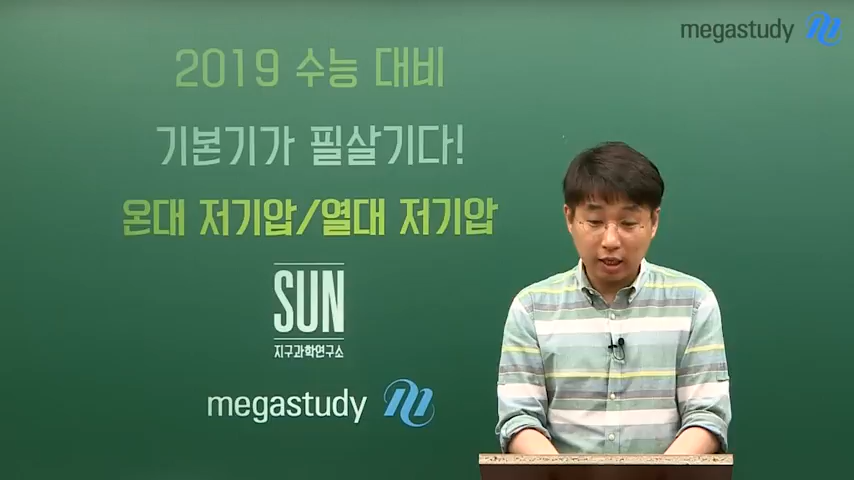 megastudy
2019 수능 대비
기본기가 필살기다!
온대 저기압/열대 저기압
SUN
지구과학연구소
megastudy